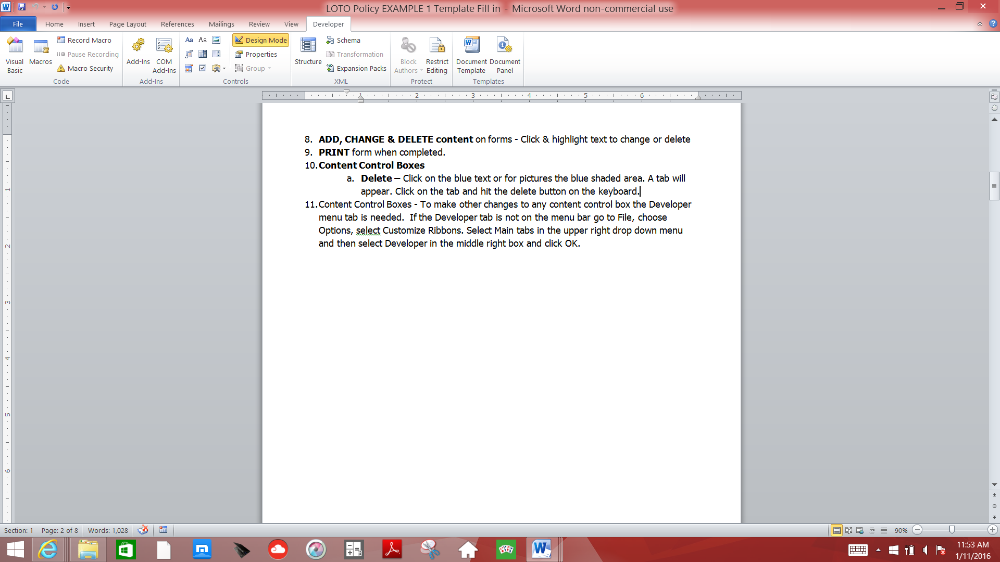 LOTO Policy EXAMPLE 1 Template Fill in - Microsoft Word non-commercial use
File Home Insert Page Layout References Mailings Review View Developer
Visual Basic
Macros
Record Macro
Pause Recording
Macro Security
Code
Add-Ins
COM Add-Ins
Add-Ins
Aa Aa
Design Mode
Properties
Group
Controls
Structure
Schema
Transformation
Expansion Packs
XML
Block Authors
Restrict Editing
Protect
Document Template
Document Panel
Templates
1 2 3 4 5 6
8. ADD, CHANGE & DELETE content on forms - Click & highlight text to change or delete
9. PRINT form when completed.
10. Content Control Boxes
a. Delete – Click on the blue text or for pictures the blue shaded area. A tab will
appear. Click on the tab and hit the delete button on the keyboard.
11. Content Control Boxes - To make other changes to any content control box the Developer
menu tab is needed.  If the Developer tab is not on the menu bar go to File, choose
Options, select Customize Ribbons. Select Main tabs in the upper right drop down menu
and then select Developer in the middle right box and click OK.
1
2
3
4
5
6
Section: 1 Page: 2 of 8 Words: 1,028 90%
11:53 AM
1/11/2016